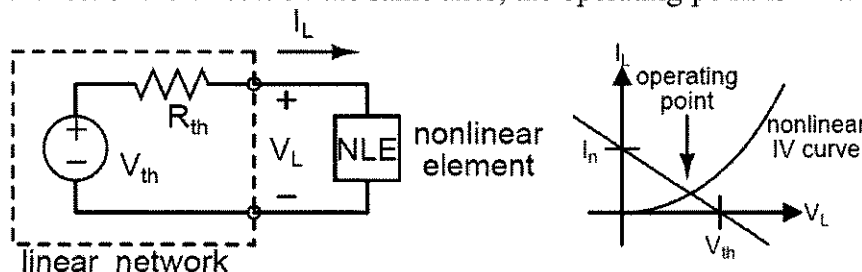 I_L
R_th
+
−
V_th
+
V_L
−
NLE
nonlinear
element
linear network
I_L
operating
point
nonlinear
IV curve
I_n
V_L
V_th